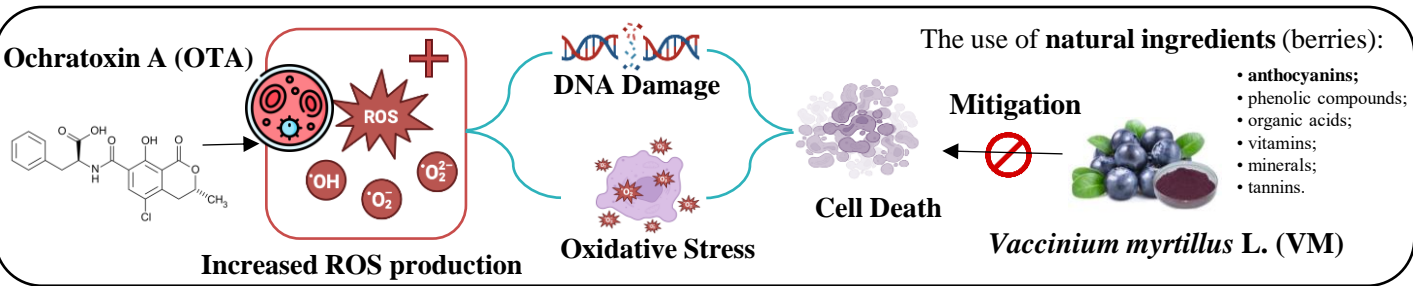 Ochratoxin A (OTA)
O
OH
N
H
O
OH
O
O
CH3
Cl
ROS
•OH
•O2−
•O22−
Increased ROS production
DNA Damage
Oxidative Stress
Cell Death
Mitigation
The use of natural ingredients (berries):
• anthocyanins;
• phenolic compounds;
• organic acids;
• vitamins;
• minerals;
• tannins.
Vaccinium myrtillus L. (VM)